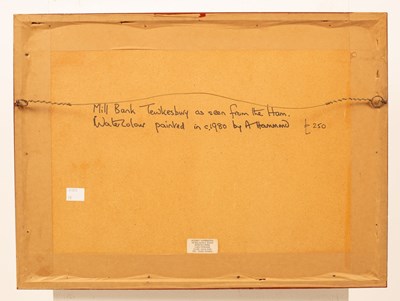 Mill Bank Tewkesbury as seen from the Ham.
Watercolour painted in c1980 by A Hammond £250